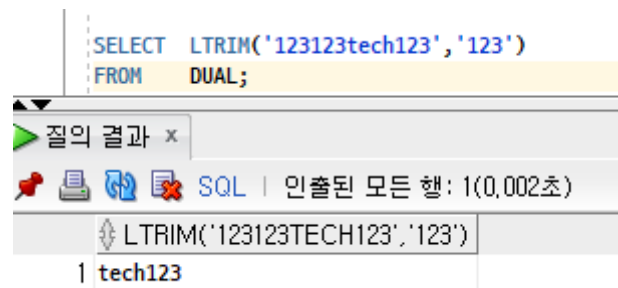 SELECT LTRIM('123123tech123','123')
FROM DUAL;
질의 결과 ×
SQL | 인출된 모든 행: 1(0,002초)
LTRIM('123123TECH123','123')
1 tech123